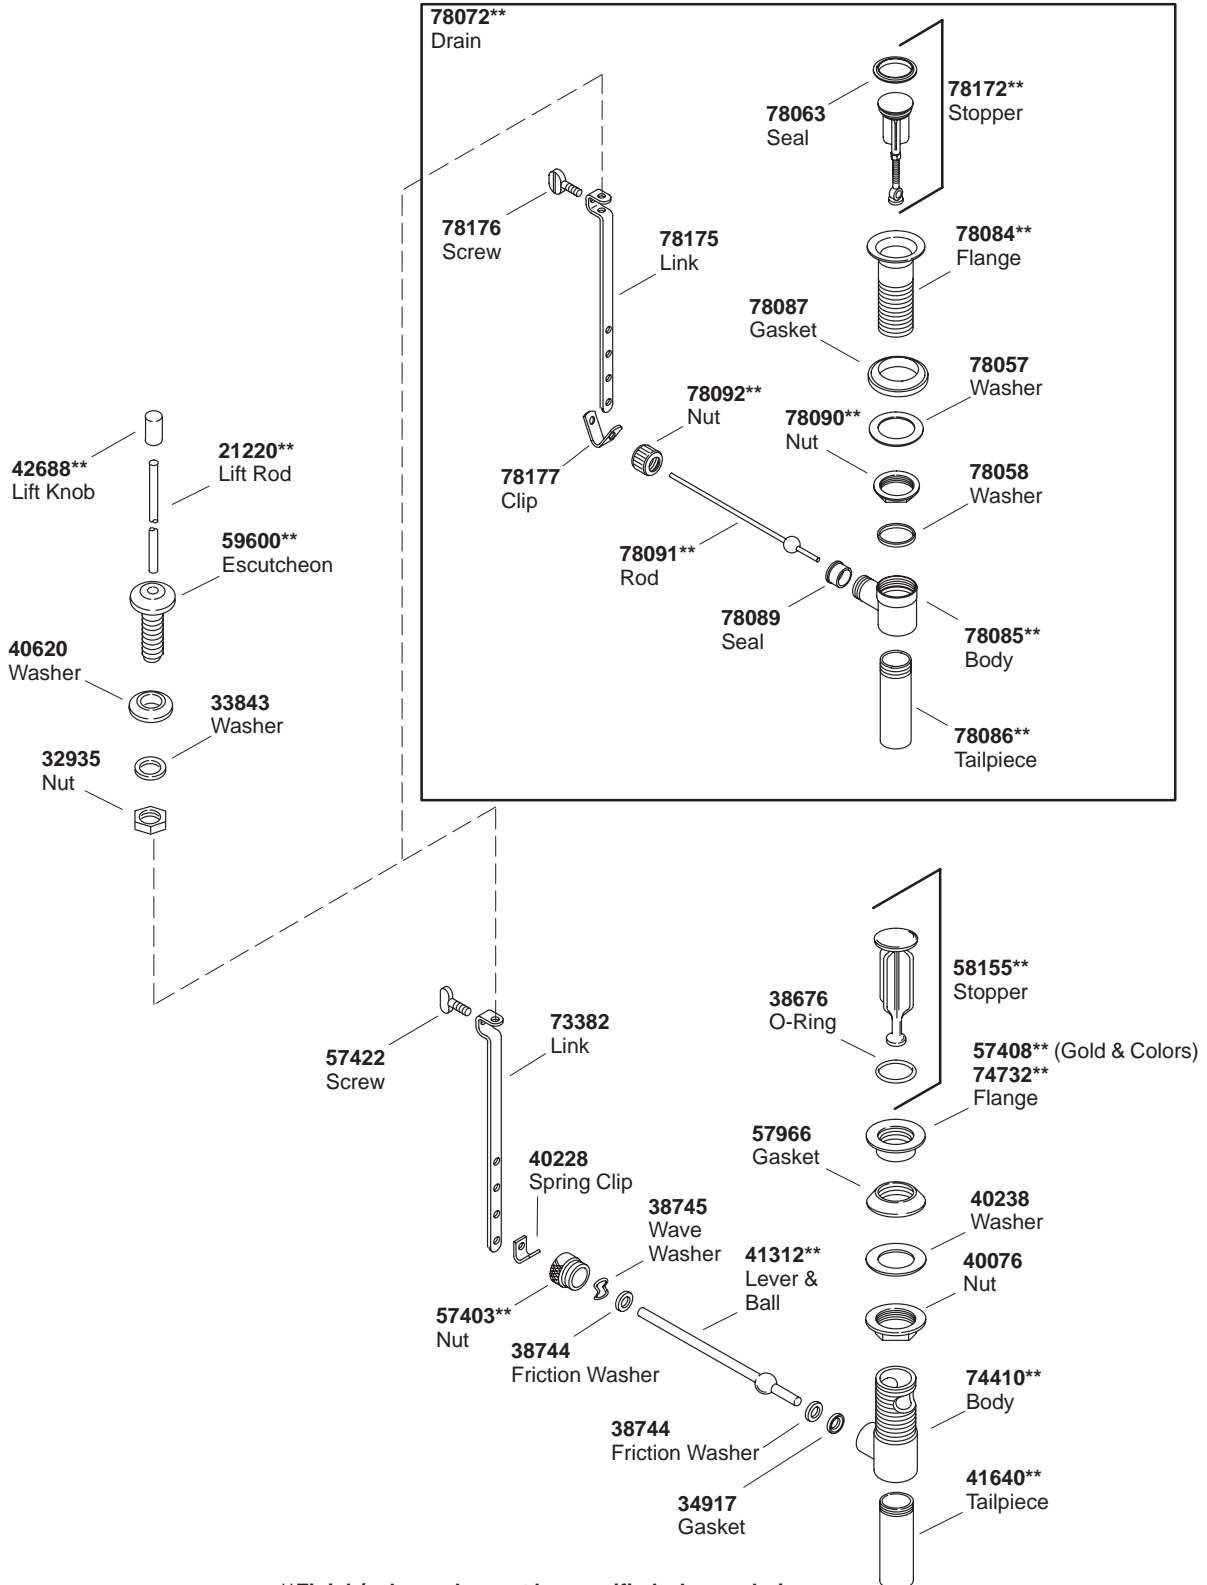 78072**
Drain
78172**
Stopper
78063
Seal
78176
Screw
78175
Link
78084**
Flange
78087
Gasket
78057
Washer
78092**
Nut
78090**
Nut
78177
Clip
78058
Washer
78091**
Rod
78089
Seal
78085**
Body
78086**
Tailpiece
42688**
Lift Knob
21220**
Lift Rod
59600**
Escutcheon
40620
Washer
33843
Washer
32935
Nut
58155**
Stopper
38676
O-Ring
57422
Screw
73382
Link
57408** (Gold & Colors)
74732**
Flange
57966
Gasket
40228
Spring Clip
38745
Wave
Washer
40238
Washer
41312**
Lever &
Ball
40076
Nut
57403**
Nut
38744
Friction Washer
74410**
Body
38744
Friction Washer
34917
Gasket
41640**
Tailpiece